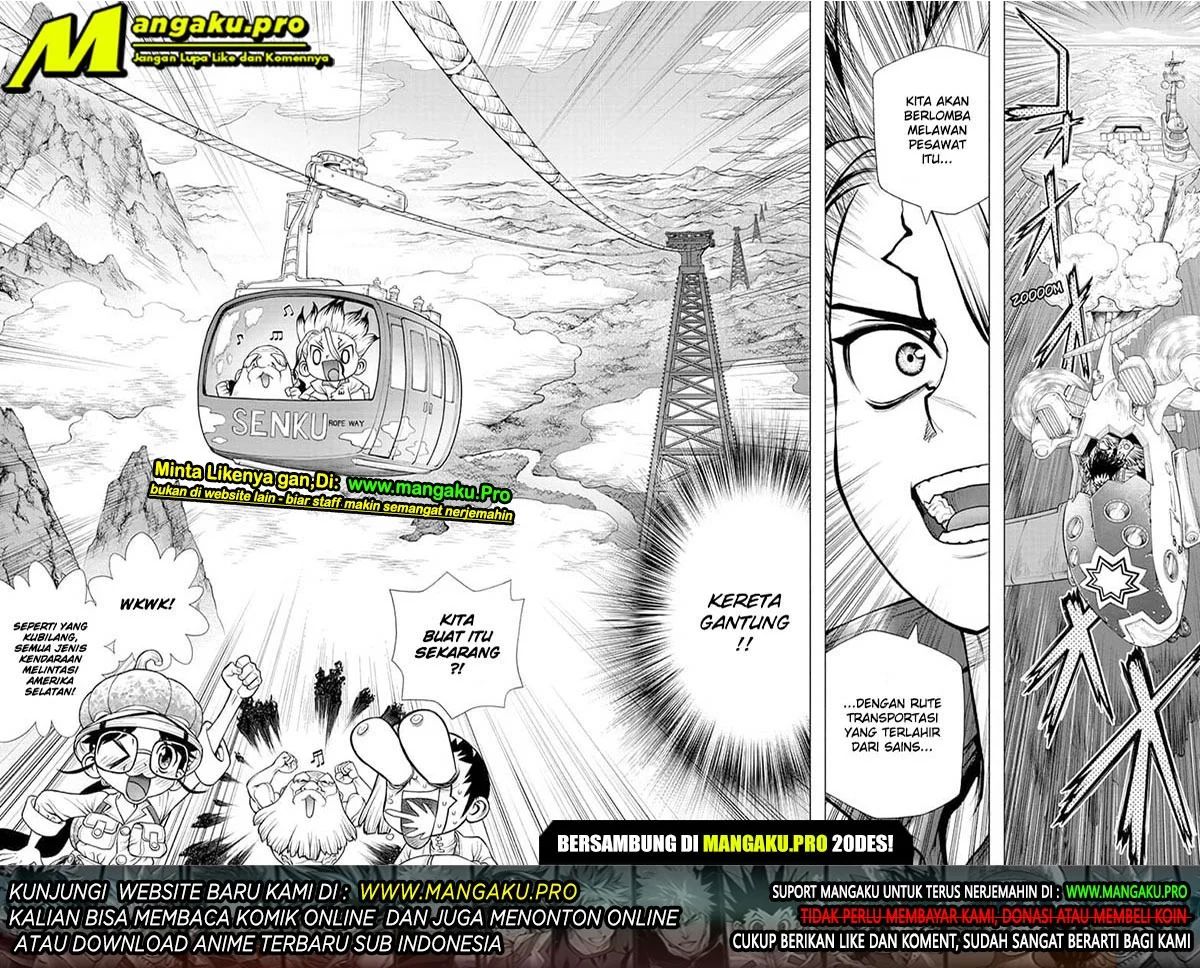 Mangaku.pro
Jangan Lupa Like dan Komennya
ZOOOOM
KITA AKAN
BERLOMBA
MELAWAN
PESAWAT
ITU...
...DENGAN RUTE
TRANSPORTASI
YANG TERLAHIR
DARI SAINS...
SENKU ROPE WAY
Minta Likenya gan,Di: www.mangaku.Pro
bukan di website lain - biar staff makin semangat nerjemahin
KERETA
GANTUNG
!!
KITA
BUAT ITU
SEKARANG
?!
WKWK!
SEPERTI YANG
KUBILANG,
SEMUA JENIS
KENDARAAN
MELINTASI
AMERIKA
SELATAN!
BERSAMBUNG DI MANGAKU.PRO 20DES!
KUNJUNGI WEBSITE BARU KAMI DI : WWW.MANGAKU.PRO
KALIAN BISA MEMBACA KOMIK ONLINE DAN JUGA MENONTON ONLINE
ATAU DOWNLOAD ANIME TERBARU SUB INDONESIA
SUPORT MANGAKU UNTUK TERUS NERJEMAHIN DI : WWW.MANGAKU.PRO
TIDAK PERLU MEMBAYAR KAMI, DONASI ATAU MEMBELI KOIN
CUKUP BERIKAN LIKE DAN KOMENT, SUDAH SANGAT BERARTI BAGI KAMI